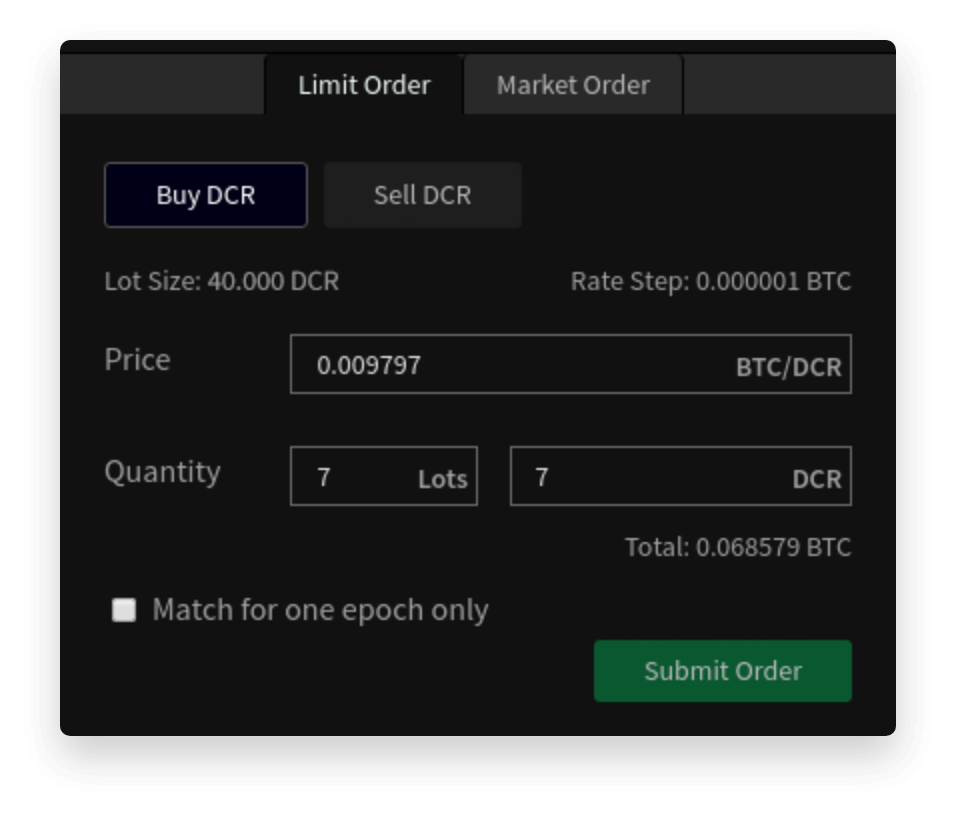 Limit Order Market Order
Buy DCR Sell DCR
Lot Size: 40.000 DCR Rate Step: 0.000001 BTC
Price 0.009797 BTC/DCR
Quantity 7 Lots 7 DCR
Total: 0.068579 BTC
Match for one epoch only
Submit Order